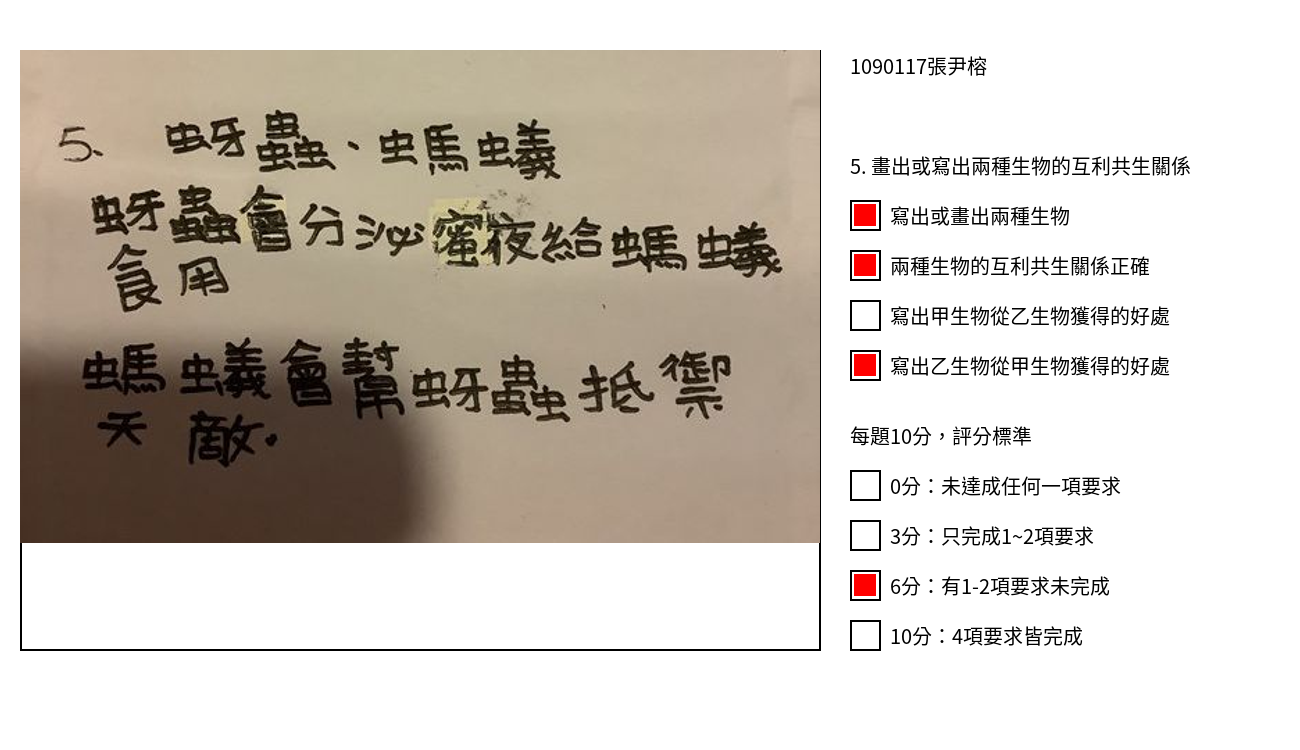 5、 蚜蟲、螞蟻
蚜蟲會分泌蜜夜給螞蟻
食用
螞蟻會幫蚜蟲抵禦
天敵.
1090117張尹榕
5. 畫出或寫出兩種生物的互利共生關係
寫出或畫出兩種生物
兩種生物的互利共生關係正確
寫出甲生物從乙生物獲得的好處
寫出乙生物從甲生物獲得的好處
每題10分，評分標準
0分：未達成任何一項要求
3分：只完成1~2項要求
6分：有1-2項要求未完成
10分：4項要求皆完成